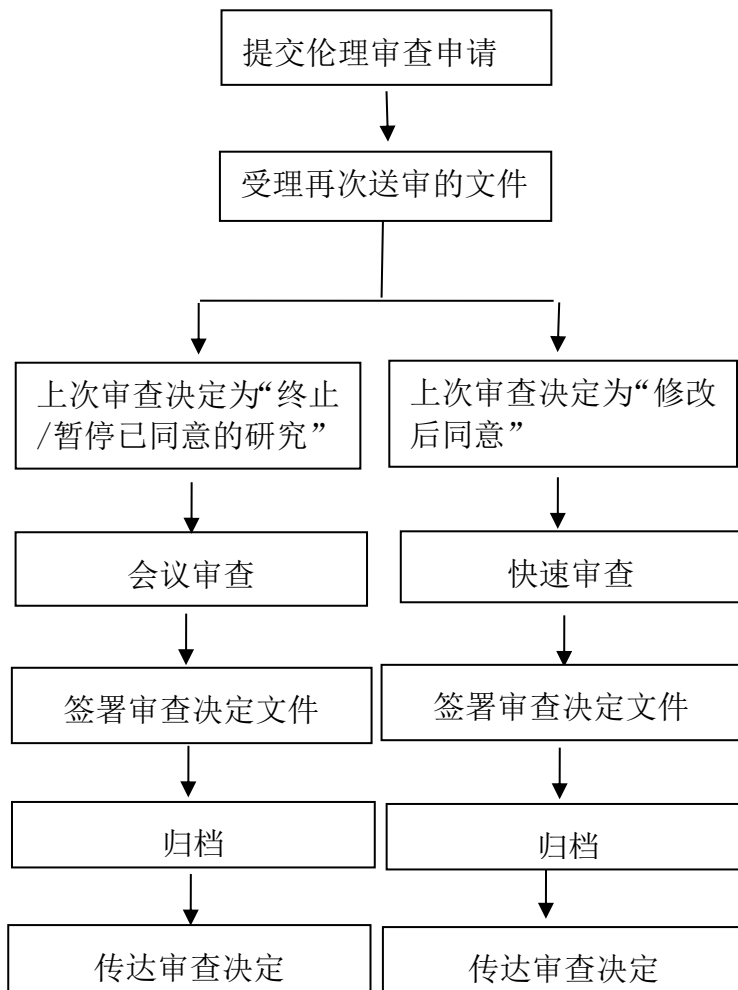 提交伦理审查申请
受理再次送审的文件
上次审查决定为“终止
/暂停已同意的研究”
上次审查决定为“修改
后同意”
会议审查
快速审查
签署审查决定文件
签署审查决定文件
归档
归档
传达审查决定
传达审查决定